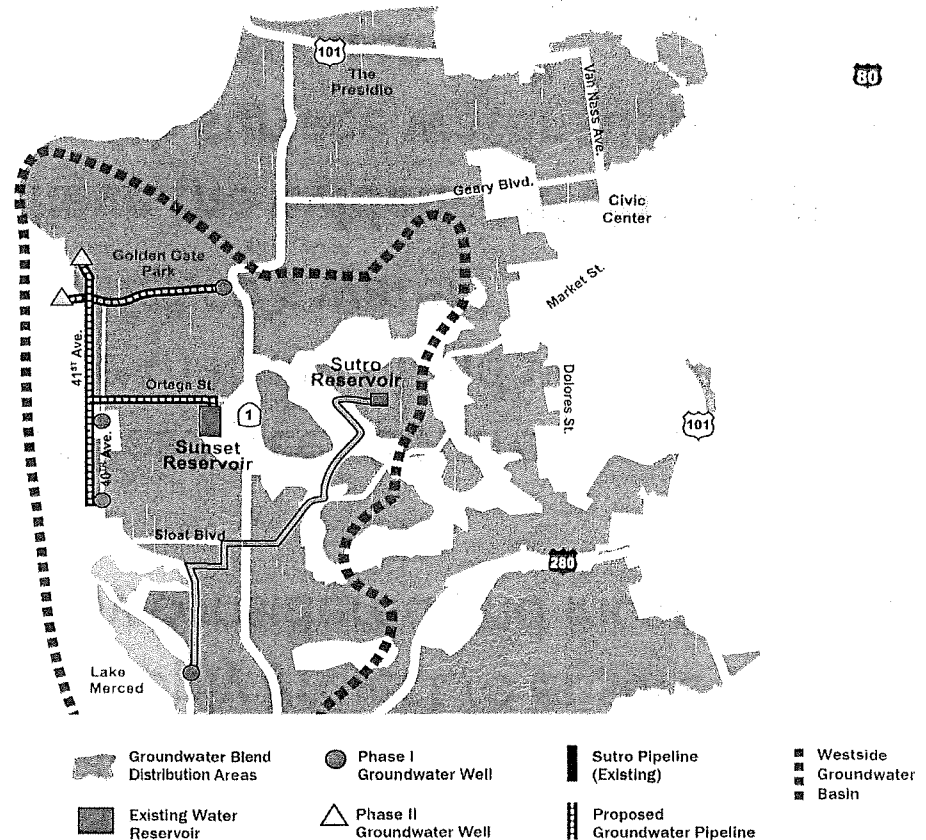 101
The
Presidio
Van Ness Ave.
80
Geary Blvd.
Civic
Center
Golden Gate
Park
Market St.
41ST Ave.
Sutro
Reservoir
Ortega St.
Dolores St.
1
101
Sunset
Reservoir
40TH Ave.
Sloat Blvd
280
Lake
Merced
Groundwater Blend
Distribution Areas
Existing Water
Reservoir
Phase I
Groundwater Well
Phase II
Groundwater Well
Sutro Pipeline
(Existing)
Proposed
Groundwater Pipeline
Westside
Groundwater
Basin